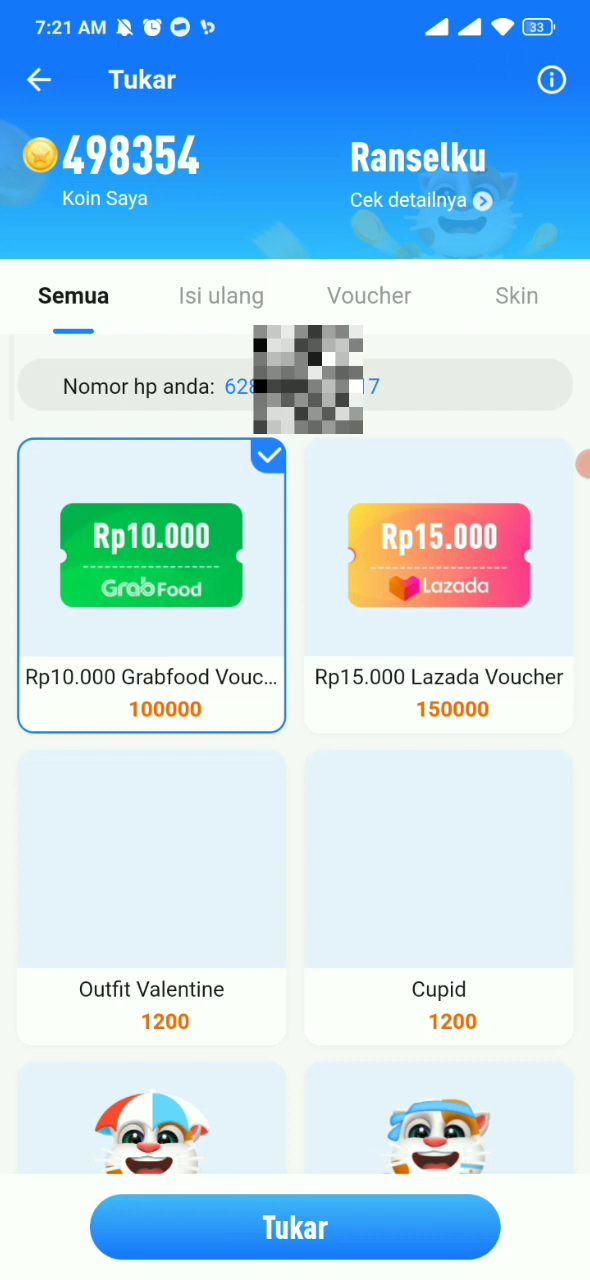 7:21 AM
33
Tukar
498354
Koin Saya
Ranselku
Cek detailnya
Semua
Isi ulang
Voucher
Skin
Nomor hp anda: 628 17
Rp10.000
GrabFood
Rp15.000
Lazada
Rp10.000 Grabfood Vouc...
100000
Rp15.000 Lazada Voucher
150000
Outfit Valentine
1200
Cupid
1200
Tukar